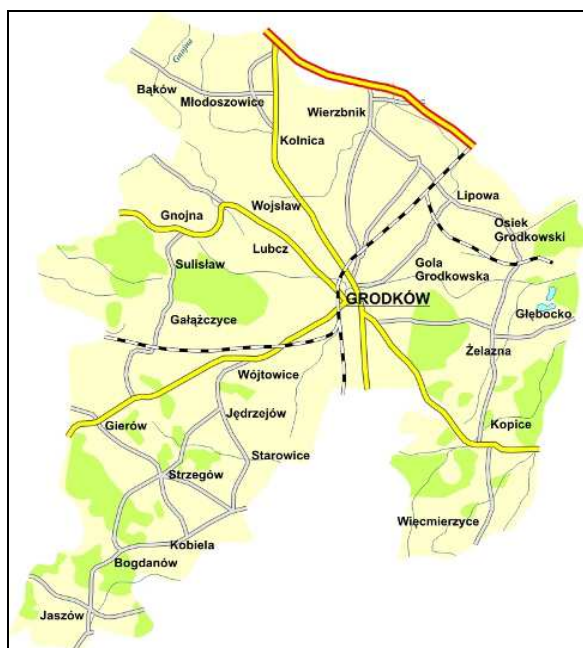 Gnojna
Bąków
Młodoszowice
Wierzbnik
Kolnica
Lipowa
Wojsław
Gnojna
Osiek
Grodkowski
Lubcz
Sulisław
Gola
Grodkowska
GRODKÓW
Głębocko
Gałążczyce
Żelazna
Wójtowice
Jędrzejów
Gierów
Kopice
Starowice
Strzegów
Więcmierzyce
Kobiela
Bogdanów
Jaszów